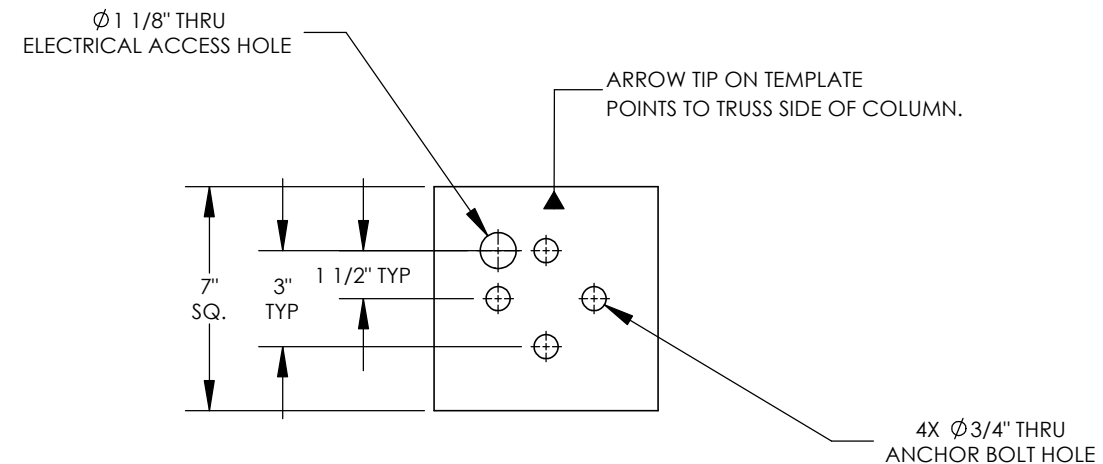 Ø1 1/8" THRU
ELECTRICAL ACCESS HOLE
ARROW TIP ON TEMPLATE
POINTS TO TRUSS SIDE OF COLUMN.
7"
SQ.
3"
TYP
1 1/2" TYP
4X Ø3/4" THRU
ANCHOR BOLT HOLE